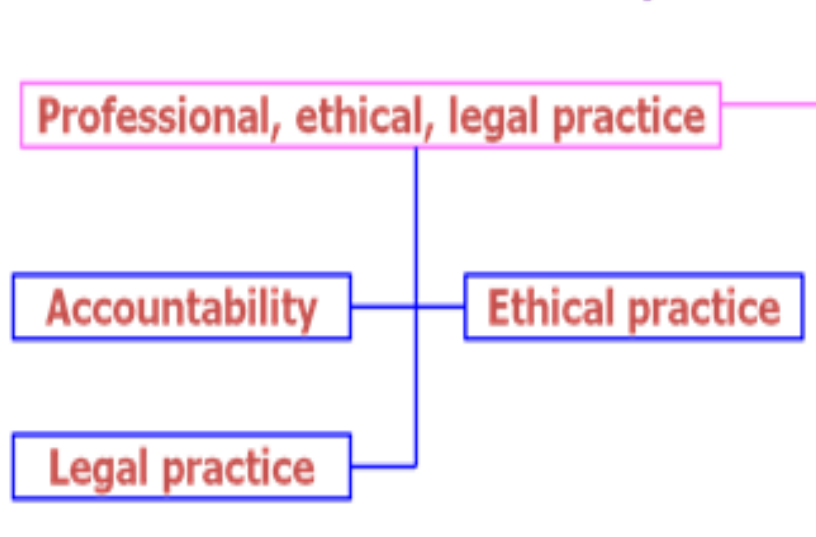 Professional, ethical, legal practice
Accountability
Ethical practice
Legal practice